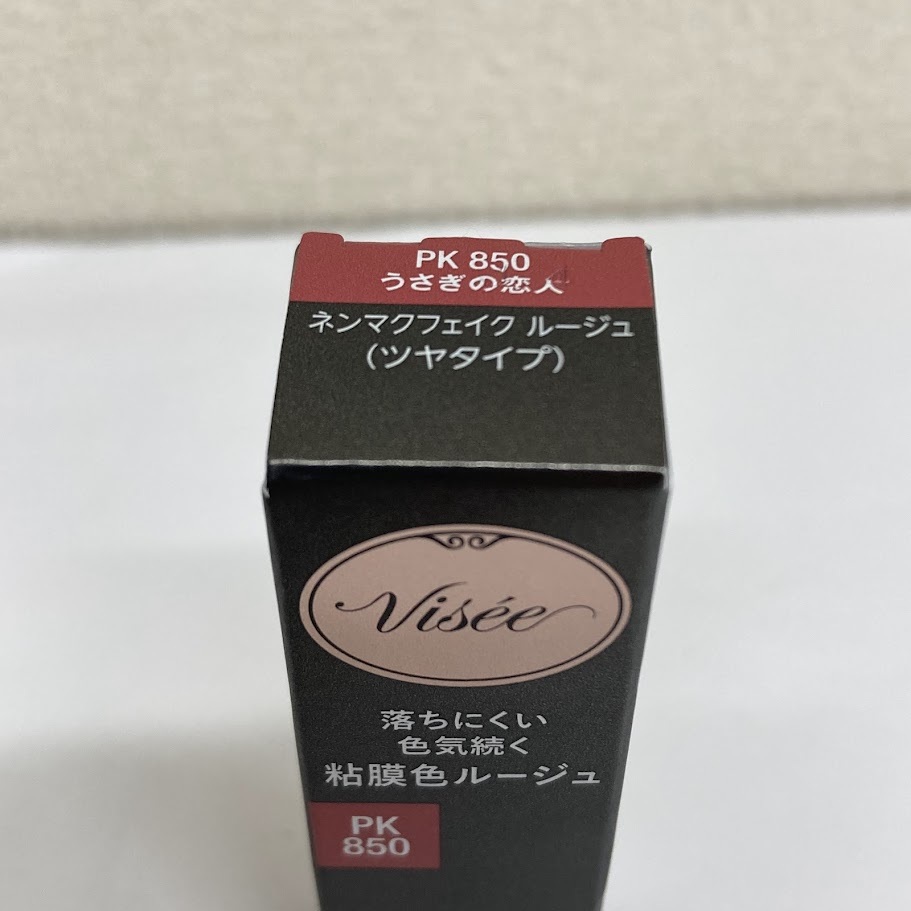 PK 850
うさぎの恋人
ネンマクフェイク ルージュ
(ツヤタイプ)
Visée
落ちにくい
色気続く
粘膜色ルージュ
PK
850